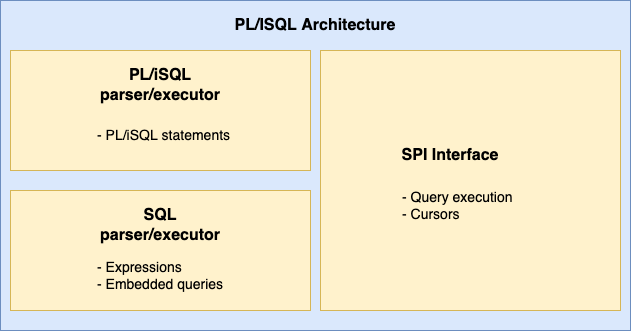 PL/ISQL Architecture
PL/iSQL
parser/executor
- PL/iSQL statements
SQL
parser/executor
- Expressions
- Embedded queries
SPI Interface
- Query execution
- Cursors